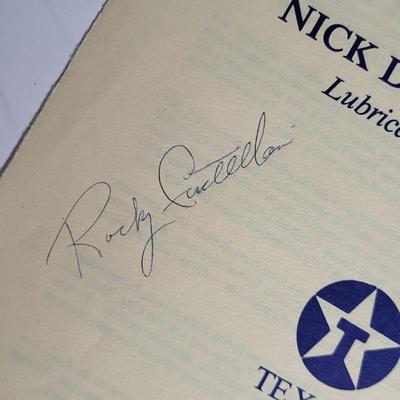 NICK D
Lubric
Rocky Castellani
T
TEX